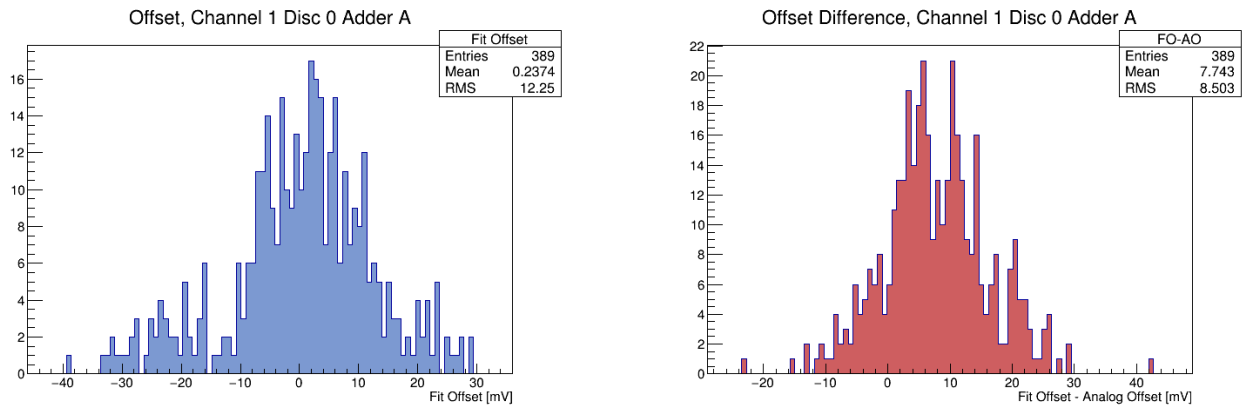 Offset, Channel 1 Disc 0 Adder A
Fit Offset
Entries 389
Mean 0.2374
RMS 12.25
16
14
12
10
8
6
4
2
0
−40 −30 −20 −10 0 10 20 30
Fit Offset [mV]
Offset Difference, Channel 1 Disc 0 Adder A
FO-AO
Entries 389
Mean 7.743
RMS 8.503
22
20
18
16
14
12
10
8
6
4
2
0
−20 −10 0 10 20 30 40
Fit Offset - Analog Offset [mV]